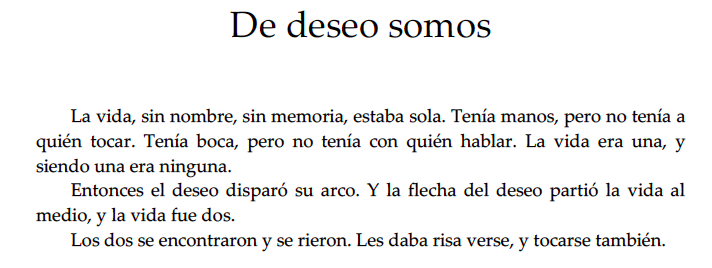 De deseo somos
La vida, sin nombre, sin memoria, estaba sola. Tenía manos, pero no tenía a
quién tocar. Tenía boca, pero no tenía con quién hablar. La vida era una, y
siendo una era ninguna.
Entonces el deseo disparó su arco. Y la flecha del deseo partió la vida al
medio, y la vida fue dos.
Los dos se encontraron y se rieron. Les daba risa verse, y tocarse también.